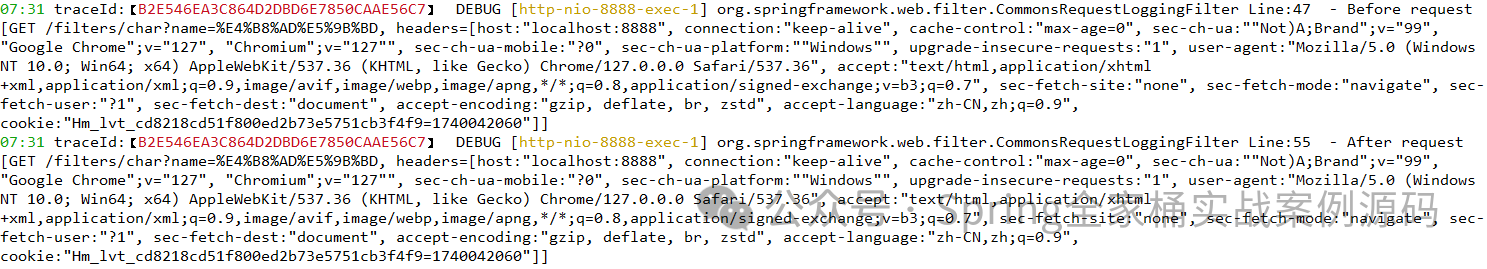 07:31 traceId:【B2E546EA3C864D2DBD6E7850CAAE56C7】 DEBUG [http-nio-8888-exec-1] org.springframework.web.filter.CommonsRequestLoggingFilter Line:47 - Before request
[GET /filters/char?name=%E4%B8%AD%E5%9B%BD, headers=[host:"localhost:8888", connection:"keep-alive", cache-control:"max-age=0", sec-ch-ua:""Not)A;Brand";v="99",
"Google Chrome";v="127", "Chromium";v="127"", sec-ch-ua-mobile:"?0", sec-ch-ua-platform:""Windows"", upgrade-insecure-requests:"1", user-agent:"Mozilla/5.0 (Windows
NT 10.0; Win64; x64) AppleWebKit/537.36 (KHTML, like Gecko) Chrome/127.0.0.0 Safari/537.36", accept:"text/html,application/xhtml
+xml,application/xml;q=0.9,image/avif,image/webp,image/apng,*/*;q=0.8,application/signed-exchange;v=b3;q=0.7", sec-fetch-site:"none", sec-fetch-mode:"navigate", sec-
fetch-user:"?1", sec-fetch-dest:"document", accept-encoding:"gzip, deflate, br, zstd", accept-language:"zh-CN,zh;q=0.9",
cookie:"Hm_lvt_cd8218cd51f800ed2b73e5751cb3f4f9=1740042060"]]
07:31 traceId:【B2E546EA3C864D2DBD6E7850CAAE56C7】 DEBUG [http-nio-8888-exec-1] org.springframework.web.filter.CommonsRequestLoggingFilter Line:55 - After request
[GET /filters/char?name=%E4%B8%AD%E5%9B%BD, headers=[host:"localhost:8888", connection:"keep-alive", cache-control:"max-age=0", sec-ch-ua:""Not)A;Brand";v="99",
"Google Chrome";v="127", "Chromium";v="127"", sec-ch-ua-mobile:"?0", sec-ch-ua-platform:""Windows"", upgrade-insecure-requests:"1", user-agent:"Mozilla/5.0 (Windows
NT 10.0; Win64; x64) AppleWebKit/537.36 (KHTML, like Gecko) Chrome/127.0.0.0 Safari/537.36", accept:"text/html,application/xhtml
+xml,application/xml;q=0.9,image/avif,image/webp,image/apng,*/*;q=0.8,application/signed-exchange;v=b3;q=0.7", sec-fetch-site:"none", sec-fetch-mode:"navigate", sec-
fetch-user:"?1", sec-fetch-dest:"document", accept-encoding:"gzip, deflate, br, zstd", accept-language:"zh-CN,zh;q=0.9",
cookie:"Hm_lvt_cd8218cd51f800ed2b73e5751cb3f4f9=1740042060"]]
公众号 · Spring全家桶实战案例源码